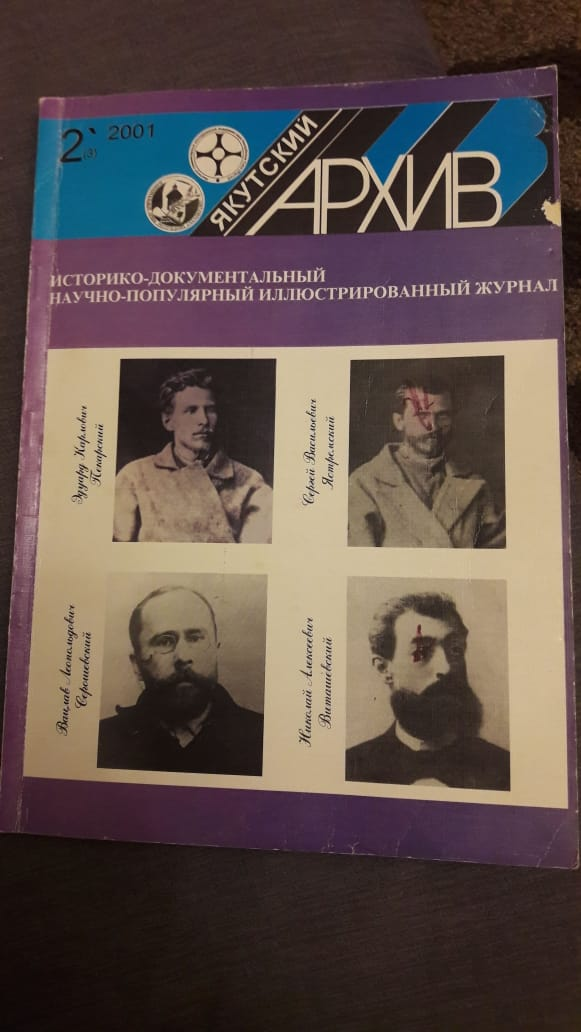 2` 2001
(3)
ЯКУТСКИЙ
АРХИВ
ИСТОРИКО-ДОКУМЕНТАЛЬНЫЙ
НАУЧНО-ПОПУЛЯРНЫЙ ИЛЛЮСТРИРОВАННЫЙ ЖУРНАЛ
Эдуард Карлович
Пекарский
Сергей Васильевич
Ястремский
Вацлав Леопольдович
Серошевский
Николай Алексеевич
Виташевский